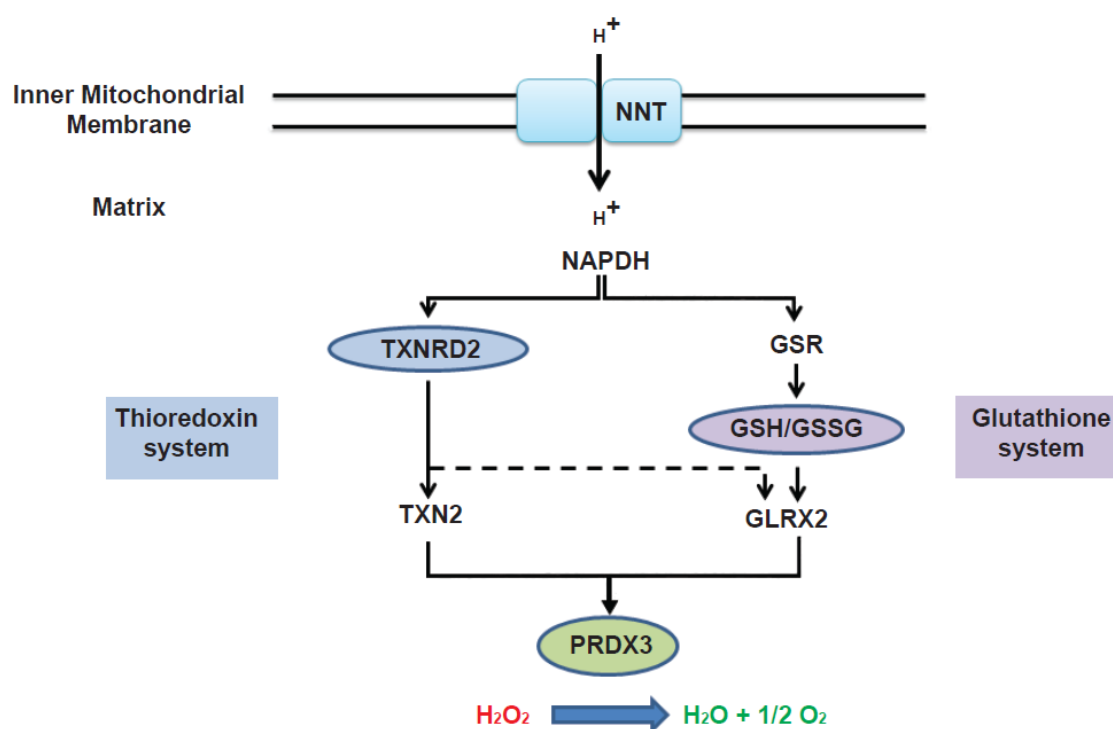 H+
Inner Mitochondrial
Membrane
NNT
Matrix
H+
NAPDH
TXNRD2
GSR
Thioredoxin
system
GSH/GSSG
Glutathione
system
TXN2
GLRX2
PRDX3
H₂O₂
H₂O + 1/2 O₂